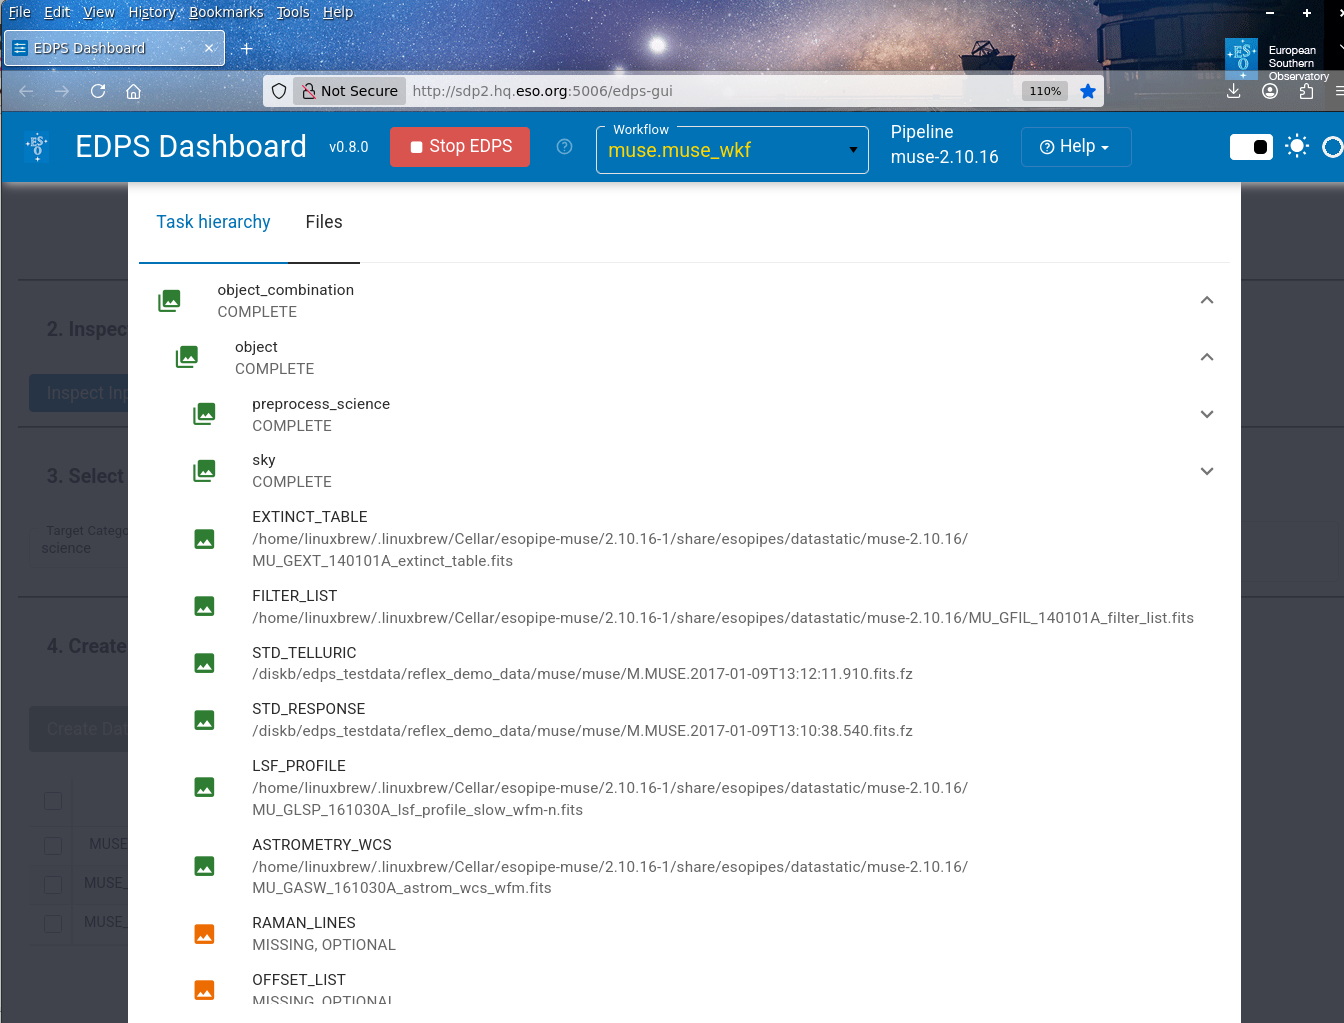 File Edit View History Bookmarks Tools Help
EDPS Dashboard
European
Southern
Observatory
Not Secure http://sdp2.hq.eso.org:5006/edps-gui 110%
EDPS Dashboard v0.8.0 Stop EDPS
Workflow
muse.muse_wkf
Pipeline
muse-2.10.16
Help
Task hierarchy Files
object_combination
COMPLETE
2. Inspec
object
COMPLETE
Inspect Inp
preprocess_science
COMPLETE
sky
COMPLETE
3. Select
EXTINCT_TABLE
/home/linuxbrew/.linuxbrew/Cellar/esopipe-muse/2.10.16-1/share/esopipes/datastatic/muse-2.10.16/
MU_GEXT_140101A_extinct_table.fits
Target Catego
science
FILTER_LIST
/home/linuxbrew/.linuxbrew/Cellar/esopipe-muse/2.10.16-1/share/esopipes/datastatic/muse-2.10.16/MU_GFIL_140101A_filter_list.fits
4. Create
STD_TELLURIC
/diskb/edps_testdata/reflex_demo_data/muse/muse/M.MUSE.2017-01-09T13:12:11.910.fits.fz
STD_RESPONSE
/diskb/edps_testdata/reflex_demo_data/muse/muse/M.MUSE.2017-01-09T13:10:38.540.fits.fz
Create Dat
LSF_PROFILE
/home/linuxbrew/.linuxbrew/Cellar/esopipe-muse/2.10.16-1/share/esopipes/datastatic/muse-2.10.16/
MU_GLSP_161030A_lsf_profile_slow_wfm-n.fits
ASTROMETRY_WCS
/home/linuxbrew/.linuxbrew/Cellar/esopipe-muse/2.10.16-1/share/esopipes/datastatic/muse-2.10.16/
MU_GASW_161030A_astrom_wcs_wfm.fits
MUSE_
MUSE_
MUSE_
RAMAN_LINES
MISSING, OPTIONAL
OFFSET_LIST
MISSING, OPTIONAL